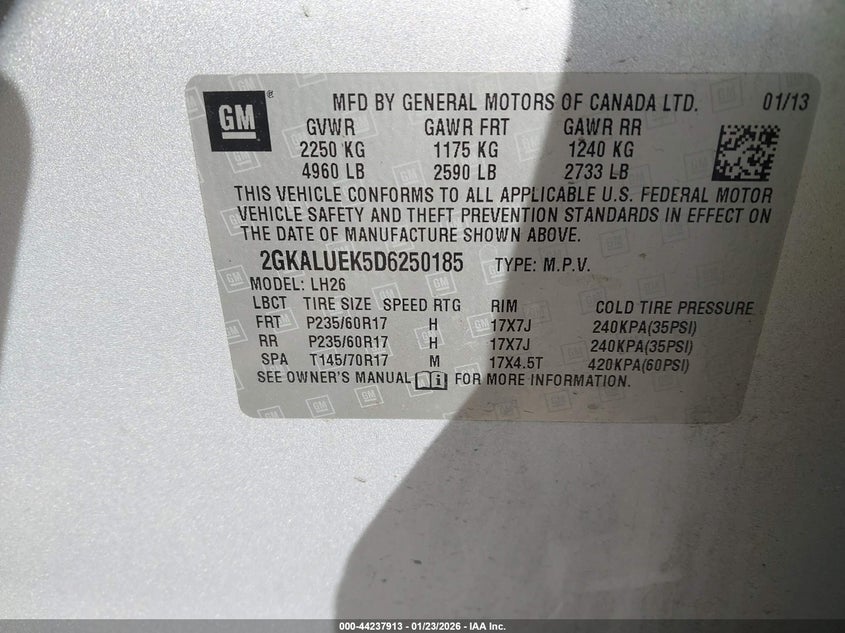 GM ® MFD BY GENERAL MOTORS OF CANADA LTD. 01/13
GVWR GAWR FRT GAWR RR
2250 KG 1175 KG 1240 KG
4960 LB 2590 LB 2733 LB
THIS VEHICLE CONFORMS TO ALL APPLICABLE U.S. FEDERAL MOTOR
VEHICLE SAFETY AND THEFT PREVENTION STANDARDS IN EFFECT ON
THE DATE OF MANUFACTURE SHOWN ABOVE.
2GKALUEK5D6250185 TYPE: M.P.V.
MODEL: LH26
LBCT TIRE SIZE SPEED RTG RIM COLD TIRE PRESSURE
FRT P235/60R17 H 17X7J 240KPA(35PSI)
RR P235/60R17 H 17X7J 240KPA(35PSI)
SPA T145/70R17 M 17X4.5T 420KPA(60PSI)
SEE OWNER'S MANUAL i FOR MORE INFORMATION.
000-44237913 - 01/23/2026 - IAA Inc.